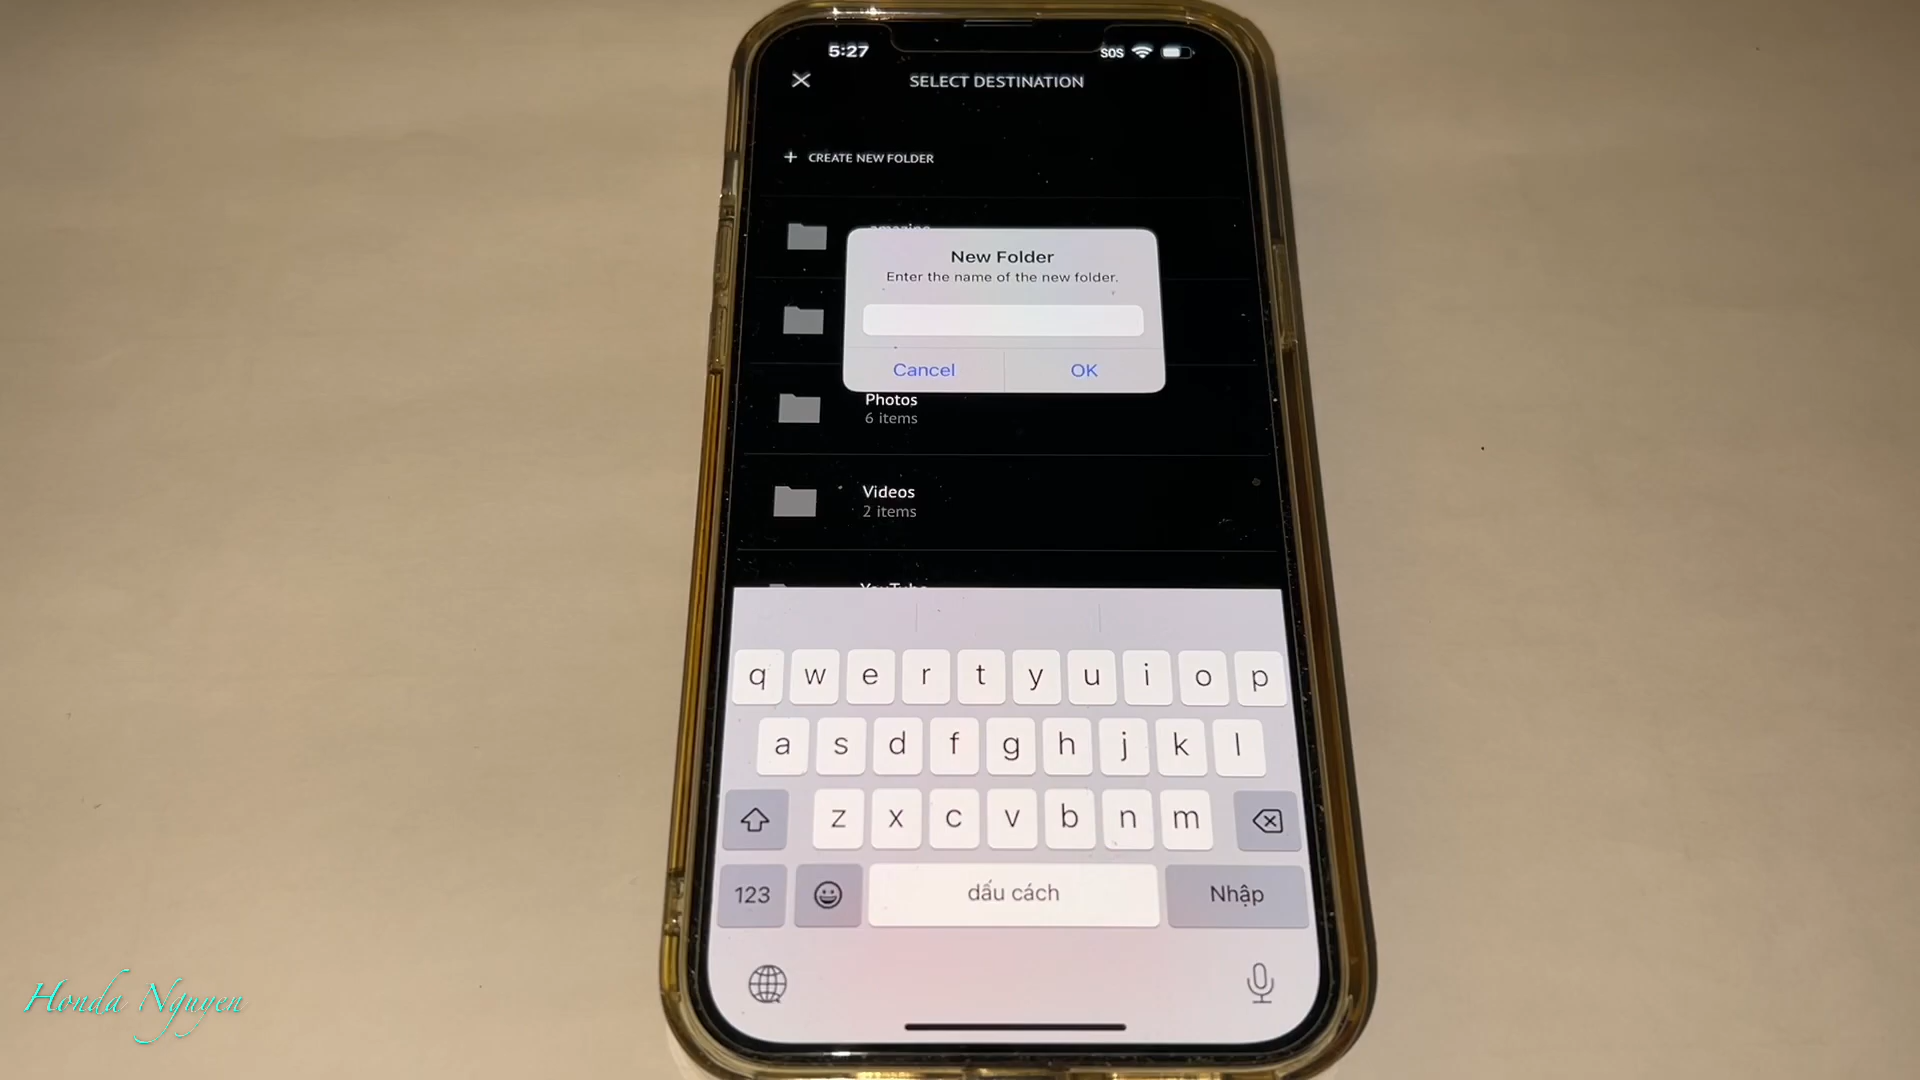 5:27
SOS
SELECT DESTINATION
+ CREATE NEW FOLDER
New Folder
Enter the name of the new folder.
Cancel
OK
Photos
6 items
Videos
2 items
q w e r t y u i o p
a s d f g h j k l
z x c v b n m
123
dấu cách
Nhập
Honda Nguyen